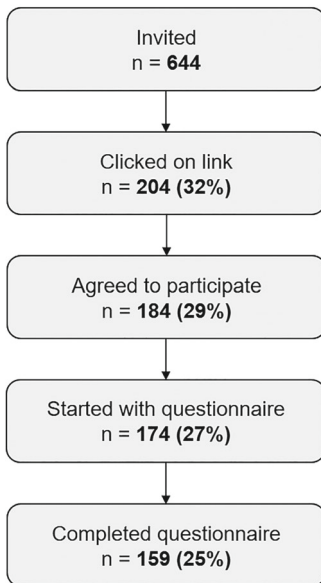 Invited
n = 644
Clicked on link
n = 204 (32%)
Agreed to participate
n = 184 (29%)
Started with questionnaire
n = 174 (27%)
Completed questionnaire
n = 159 (25%)